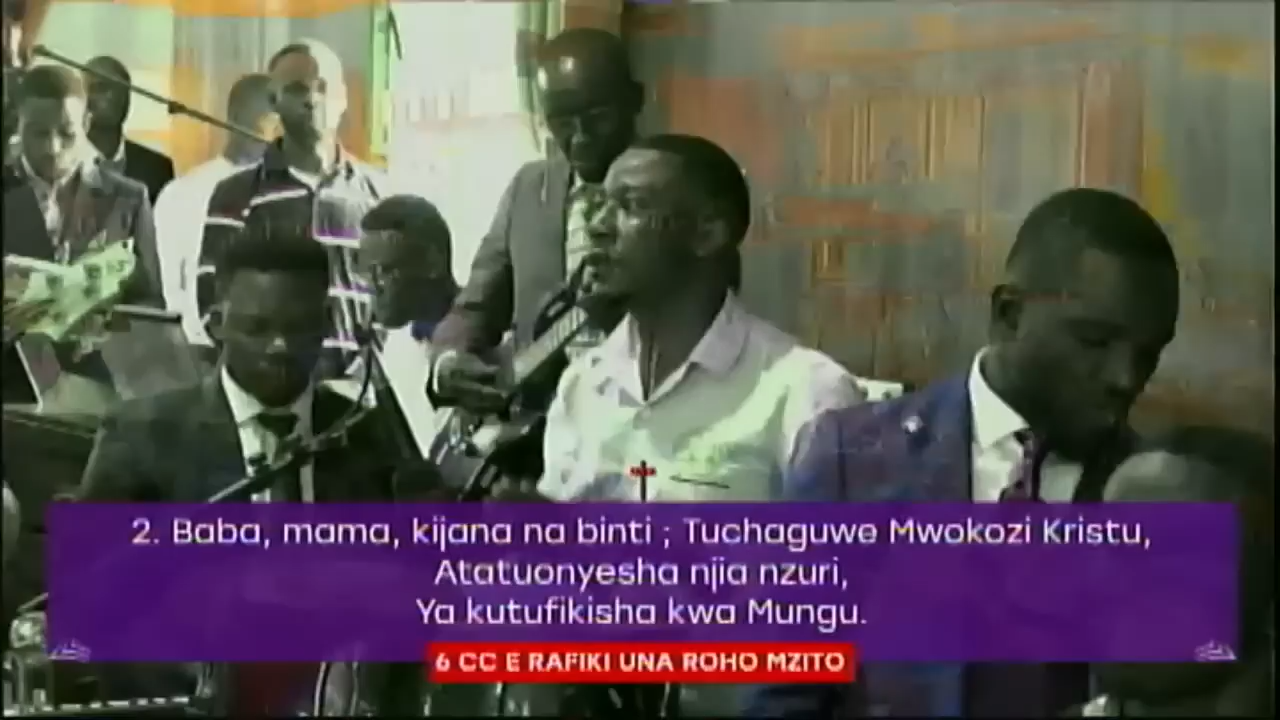 2. Baba, mama, kijana na binti ; Tuchaguwe Mwokozi Kristu,
Atatuonyesha njia nzuri,
Ya kutufikisha kwa Mungu.
6 CC E RAFIKI UNA ROHO MZITO